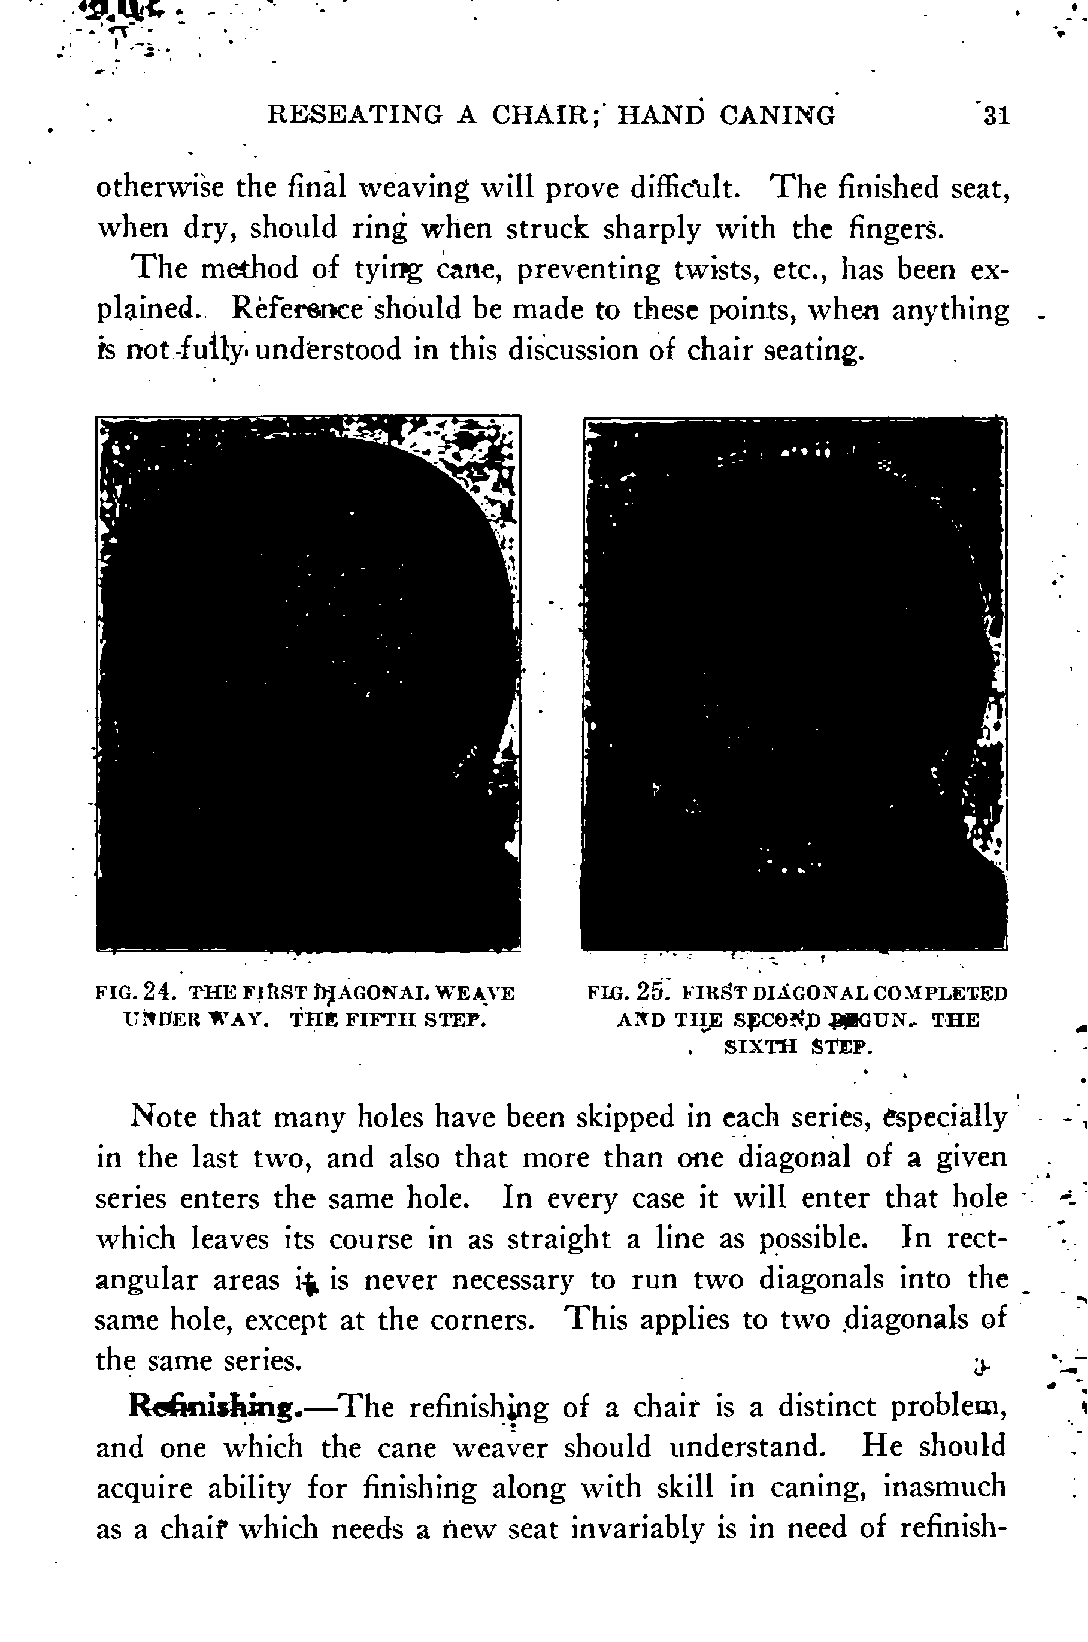 RESEATING A CHAIR; HAND CANING 31
otherwise the final weaving will prove difficult. The finished seat,
when dry, should ring when struck sharply with the fingers.
The method of tying cane, preventing twists, etc., has been ex-
plained. Reference should be made to these points, when anything
is not fully understood in this discussion of chair seating.
FIG. 24. THE FIRST DIAGONAL WEAVE
UNDER WAY. THE FIFTH STEP.
FIG. 25. FIRST DIAGONAL COMPLETED
AND THE SECOND BEGUN. THE
SIXTH STEP.
Note that many holes have been skipped in each series, especially
in the last two, and also that more than one diagonal of a given
series enters the same hole. In every case it will enter that hole
which leaves its course in as straight a line as possible. In rect-
angular areas it is never necessary to run two diagonals into the
same hole, except at the corners. This applies to two diagonals of
the same series.
Refinishing.—The refinishing of a chair is a distinct problem,
and one which the cane weaver should understand. He should
acquire ability for finishing along with skill in caning, inasmuch
as a chair which needs a new seat invariably is in need of refinish-